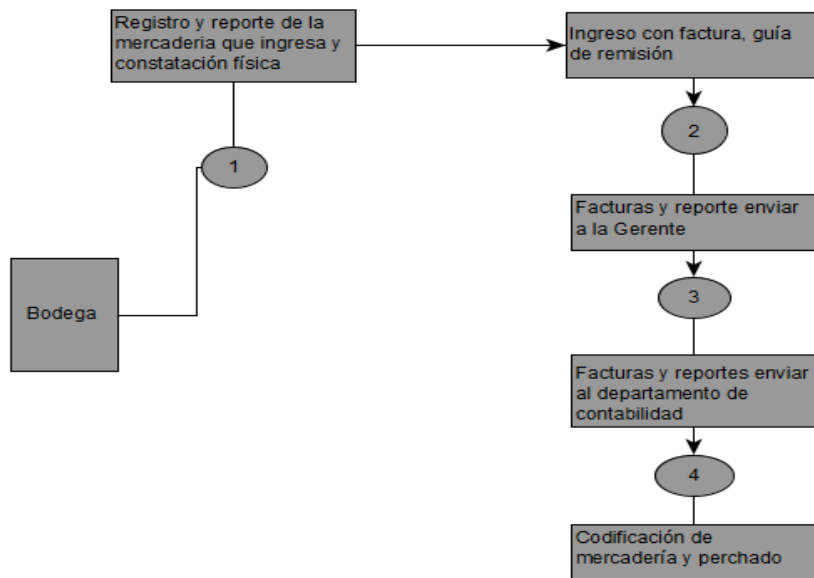 Registro y reporte de la
mercaderia que ingresa y
constatación física
Ingreso con factura, guía
de remisión
2
1
Facturas y reporte enviar
a la Gerente
Bodega
3
Facturas y reportes enviar
al departamento de
contabilidad
4
Codificación de
mercadería y perchado